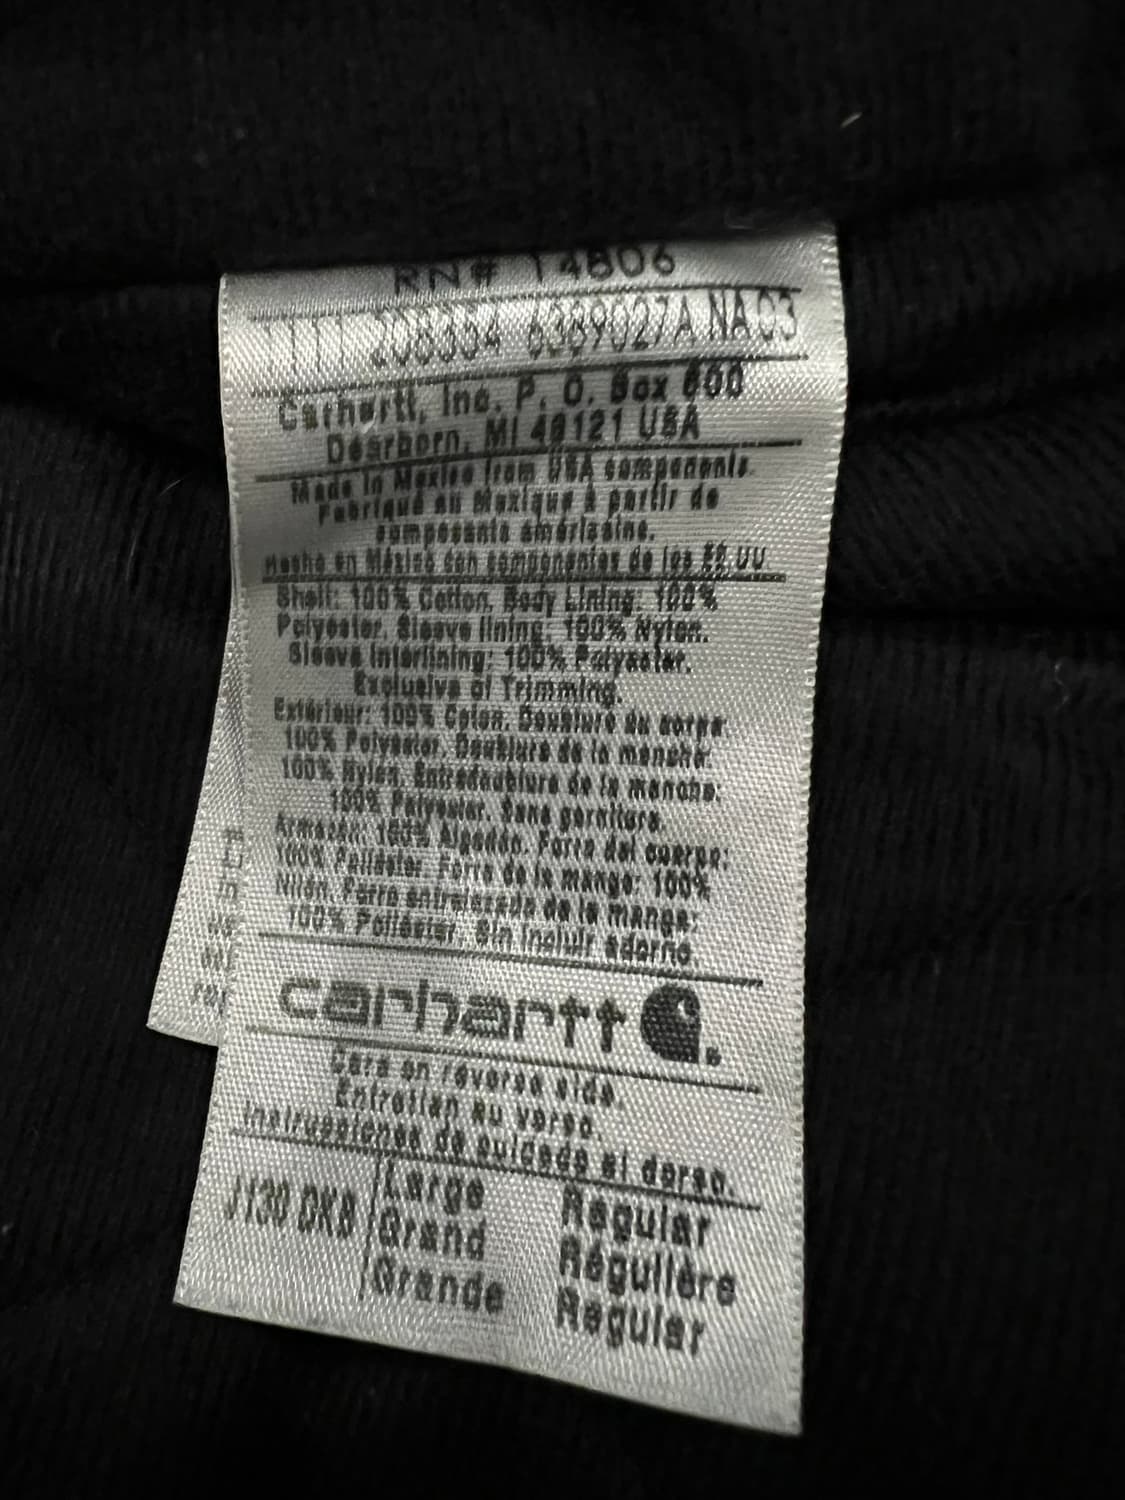 RN# 14806
1111 208354 6389027A NA 03
Carhartt, Inc. P. O. Box 600
Dearborn, MI 48121 USA
Made in Mexico from USA components.
Fabriqué au Mexique à partir de
composants américains.
Hecho en México con componentes de los EE.UU
Shell: 100% Cotton. Body Lining: 100%
Polyester. Sleeve lining: 100% Nylon.
Sleeve Interlining: 100% Polyester.
Exclusive of Trimming.
Extérieur: 100% Coton. Doublure du corps:
100% Polyester. Doublure de la manche:
100% Nylon. Entredoublure de la manche:
100% Polyester. Sans garniture.
Armazón: 100% Algodón. Forro del cuerpo:
100% Poliéster Forro de la manga: 100%
Nilón. Forro entrelazado de la manga:
100% Poliéster. Sin incluir adorno
carhartt
Care on reverse side.
Entretien au verso.
Instrucciones de cuidado al dorso.
J130 DKB Large Regular
Grand Régulière
Grande Regular